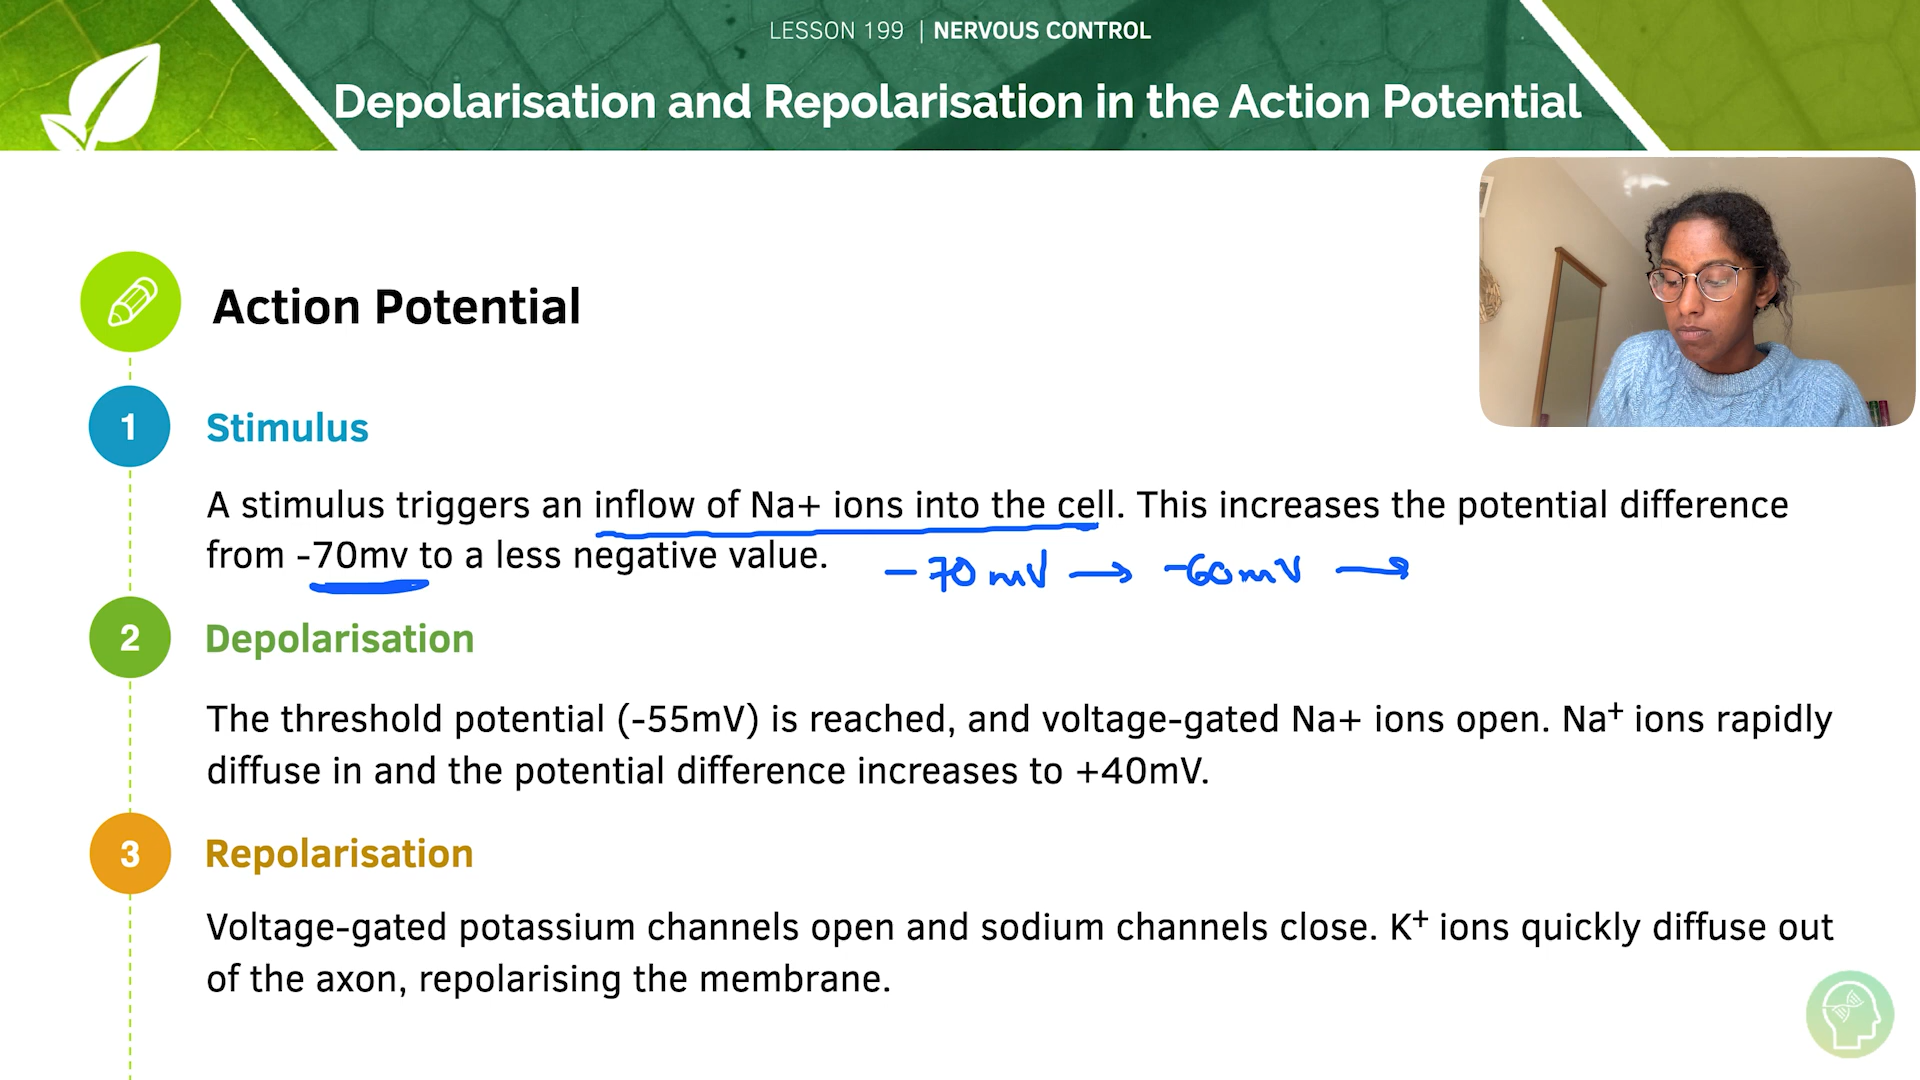 LESSON 199 | NERVOUS CONTROL
Depolarisation and Repolarisation in the Action Potential
Action Potential
1 Stimulus
A stimulus triggers an inflow of Na+ ions into the cell. This increases the potential difference
from -70mv to a less negative value.
-70mV → -60mV →
2 Depolarisation
The threshold potential (-55mV) is reached, and voltage-gated Na+ ions open. Na⁺ ions rapidly
diffuse in and the potential difference increases to +40mV.
3 Repolarisation
Voltage-gated potassium channels open and sodium channels close. K⁺ ions quickly diffuse out
of the axon, repolarising the membrane.